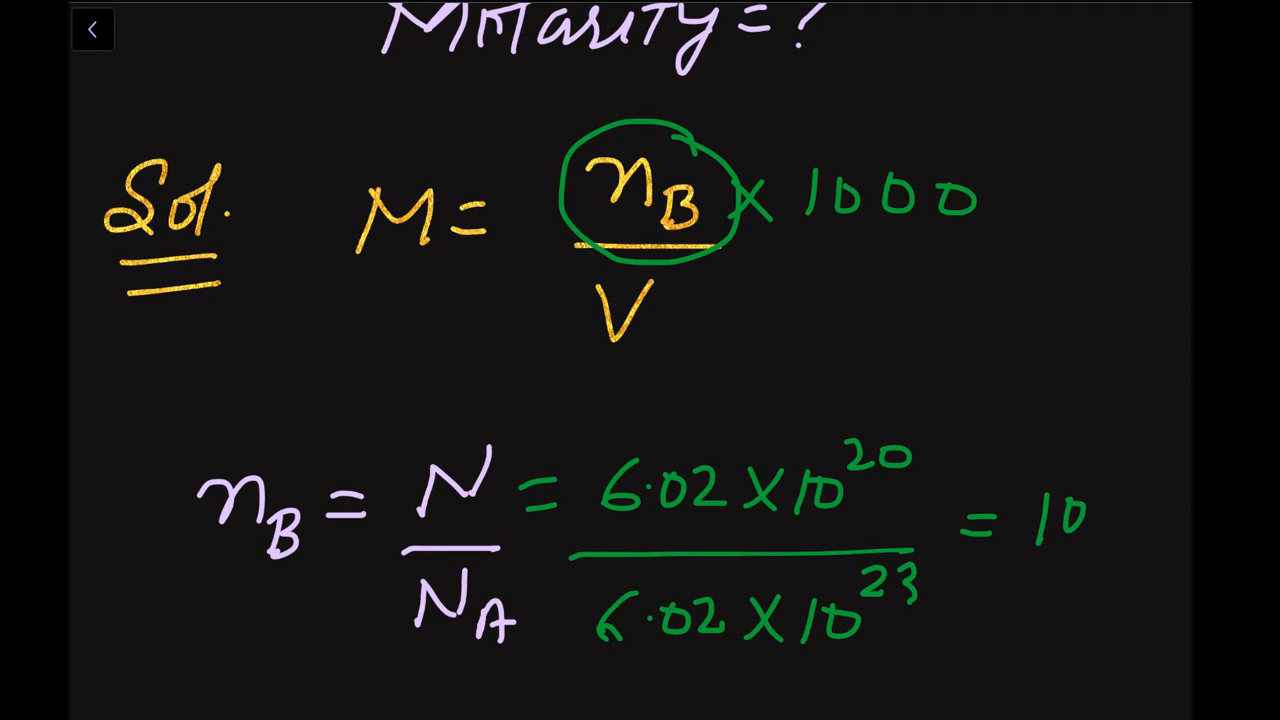 Molarity = ?
Sol. M = n_B / V × 1000
n_B = N / N_A = 6.02 × 10^20 / 6.02 × 10^23 = 10